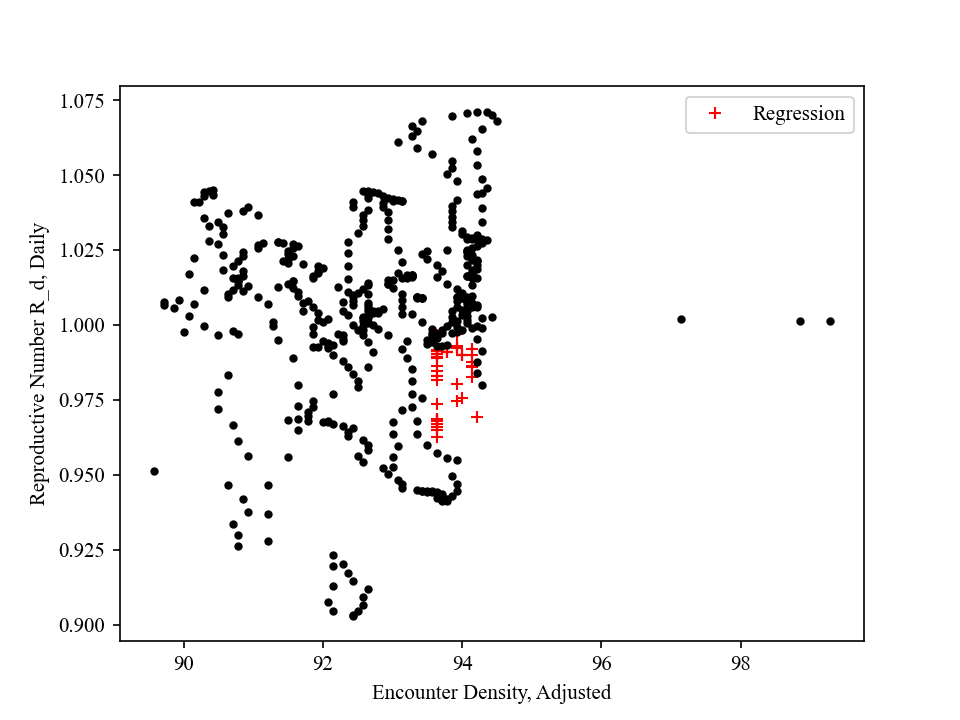 Regression
1.075
1.050
1.025
1.000
0.975
0.950
0.925
0.900
Reproductive Number R_d, Daily
90 92 94 96 98
Encounter Density, Adjusted